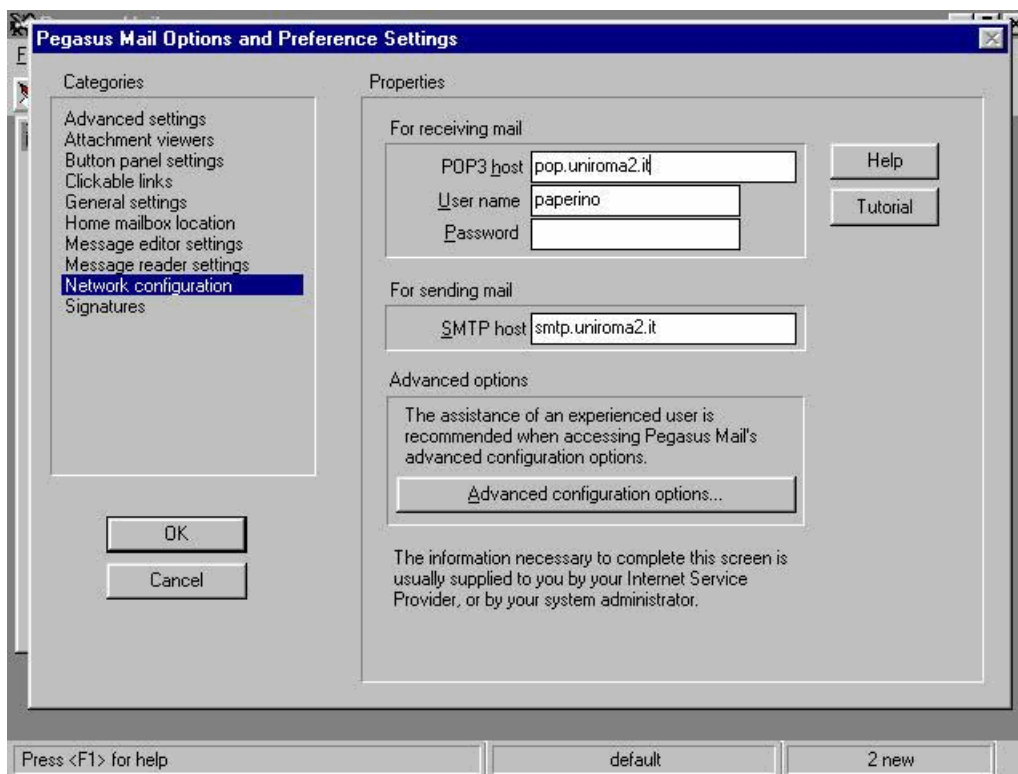 Pegasus Mail Options and Preference Settings
Categories
Advanced settings
Attachment viewers
Button panel settings
Clickable links
General settings
Home mailbox location
Message editor settings
Message reader settings
Network configuration
Signatures
OK
Cancel
Properties
For receiving mail
POP3 host pop.uniroma2.it
User name paperino
Password
Help
Tutorial
For sending mail
SMTP host smtp.uniroma2.it
Advanced options
The assistance of an experienced user is
recommended when accessing Pegasus Mail's
advanced configuration options.
Advanced configuration options...
The information necessary to complete this screen is
usually supplied to you by your Internet Service
Provider, or by your system administrator.
Press <F1> for help
default
2 new